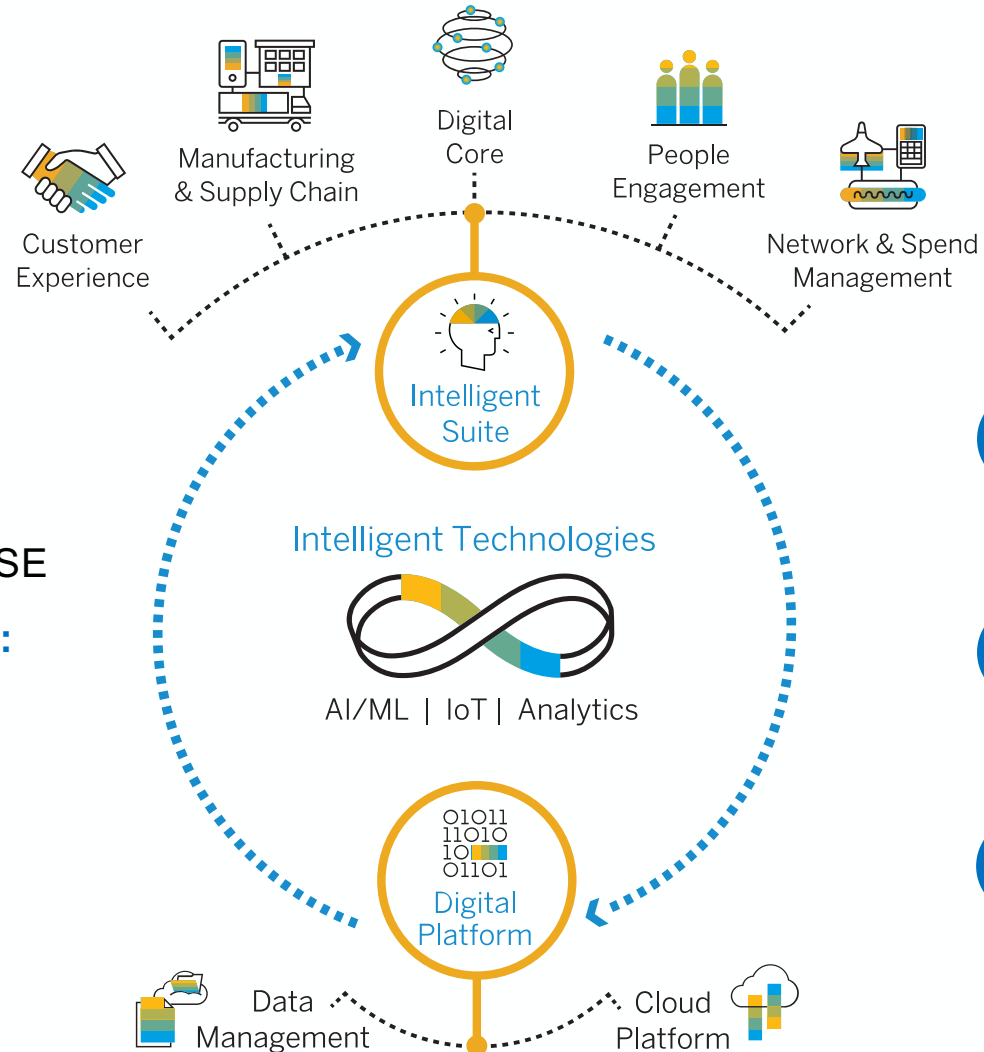 Digital
Core
Manufacturing
& Supply Chain
People
Engagement
Customer
Experience
Network & Spend
Management
Intelligent
Suite
SE
:
Intelligent Technologies
AI/ML | IoT | Analytics
01011
11010
10
01101
Digital
Platform
Data
Management
Cloud
Platform